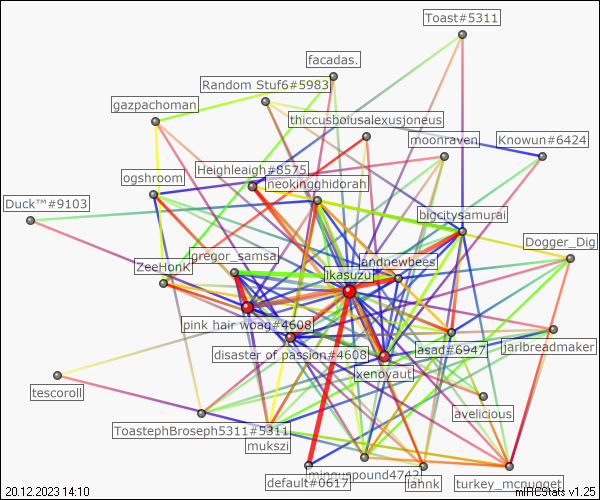 Toast#5311
facadas.
Random Stuf6#5983
gazpachoman
thiccusboiusalexusjoneus
moonraven
Knowun#6424
Heighleigh#8575
ogshroom
neokingghidorah
Duck™#9103
bigcitysamurai
Dogger_Dig
gregor_samsa
andnewbees
ZeeHonk
ikasuzu
pink hair woag#4608
disaster of passion#4608
asad#6947
jarlbreadmaker
xenoyaut
tescoroll
avelicious
ToastephBroseph5311#5311
mukszi
minguspound4742
default#0617
fahnk
turkey_mcnugget
20.12.2023 14:10
mIRCStats v1.25